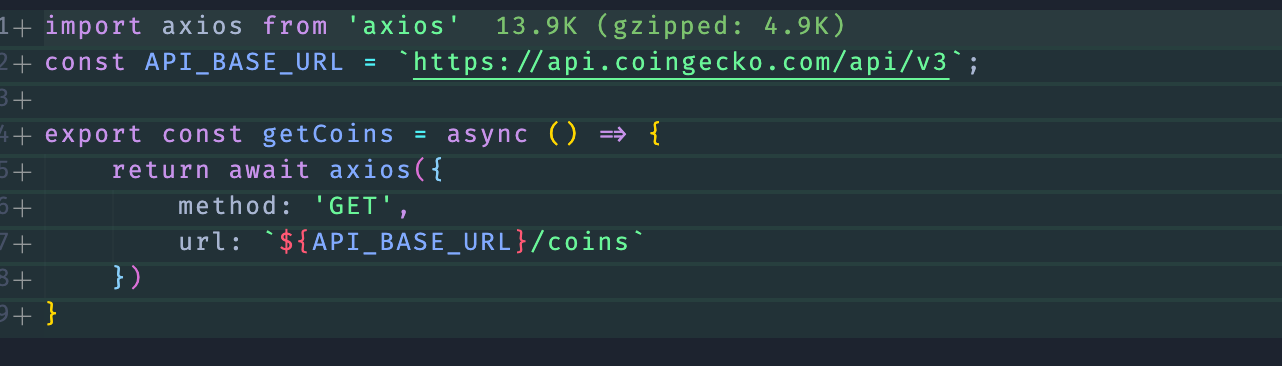 1+ import axios from 'axios' 13.9K (gzipped: 4.9K)
2+ const API_BASE_URL = `https://api.coingecko.com/api/v3`;
3+
4+ export const getCoins = async () => {
5+     return await axios({
6+         method: 'GET',
7+         url: `${API_BASE_URL}/coins`
8+     })
9+ }